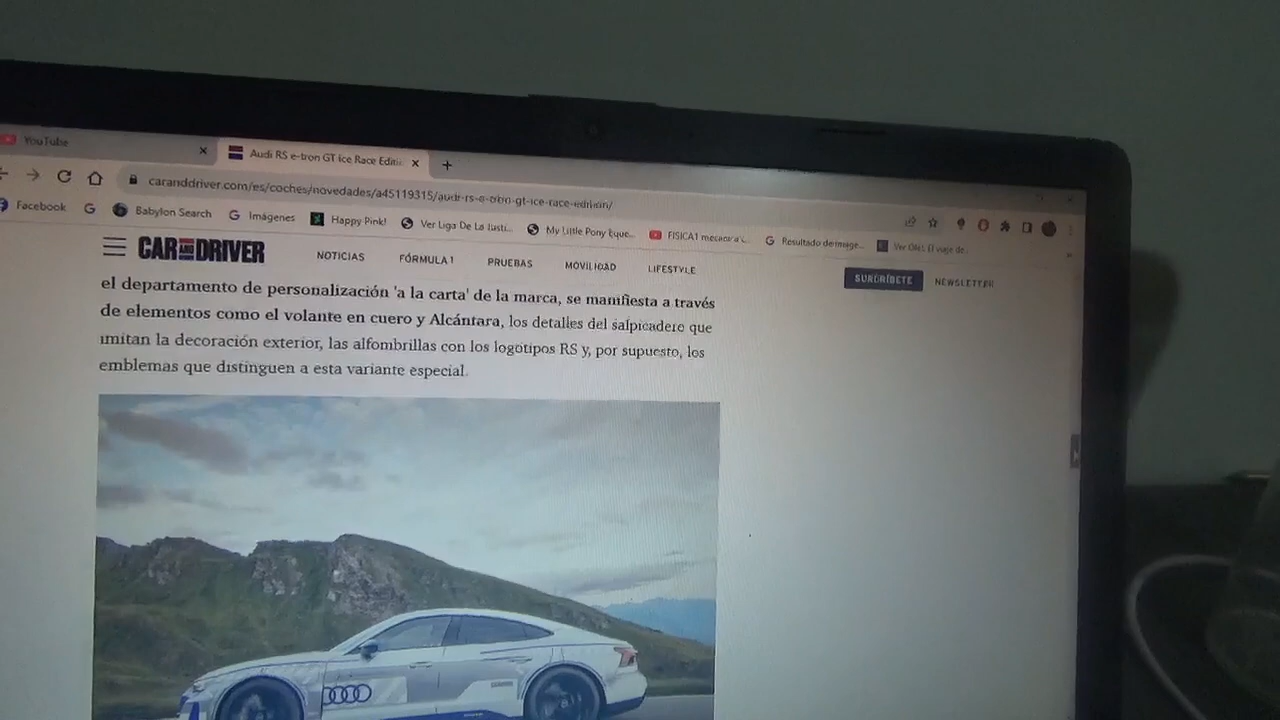 YouTube
Audi RS e-tron GT Ice Race Editi
caranddriver.com/es/coches/novedades/a45119315/audi-rs-e-tron-gt-ice-race-edition/
Facebook
Babylon Search
Imágenes
Happy Pink!
Ver Liga De La Justi...
My Little Pony Eque...
FISICA1
Resultado de image...
Ver
El viaje de...
CAR AND DRIVER
NOTICIAS
FÓRMULA 1
PRUEBAS
MOVILIDAD
LIFESTYLE
NEWSLETTER
el departamento de personalización 'a la carta' de la marca, se manifiesta a través
de elementos como el volante en cuero y Alcántara, los detalles del salpicadero que
imitan la decoración exterior, las alfombrillas con los logotipos RS y, por supuesto, los
emblemas que distinguen a esta variante especial.